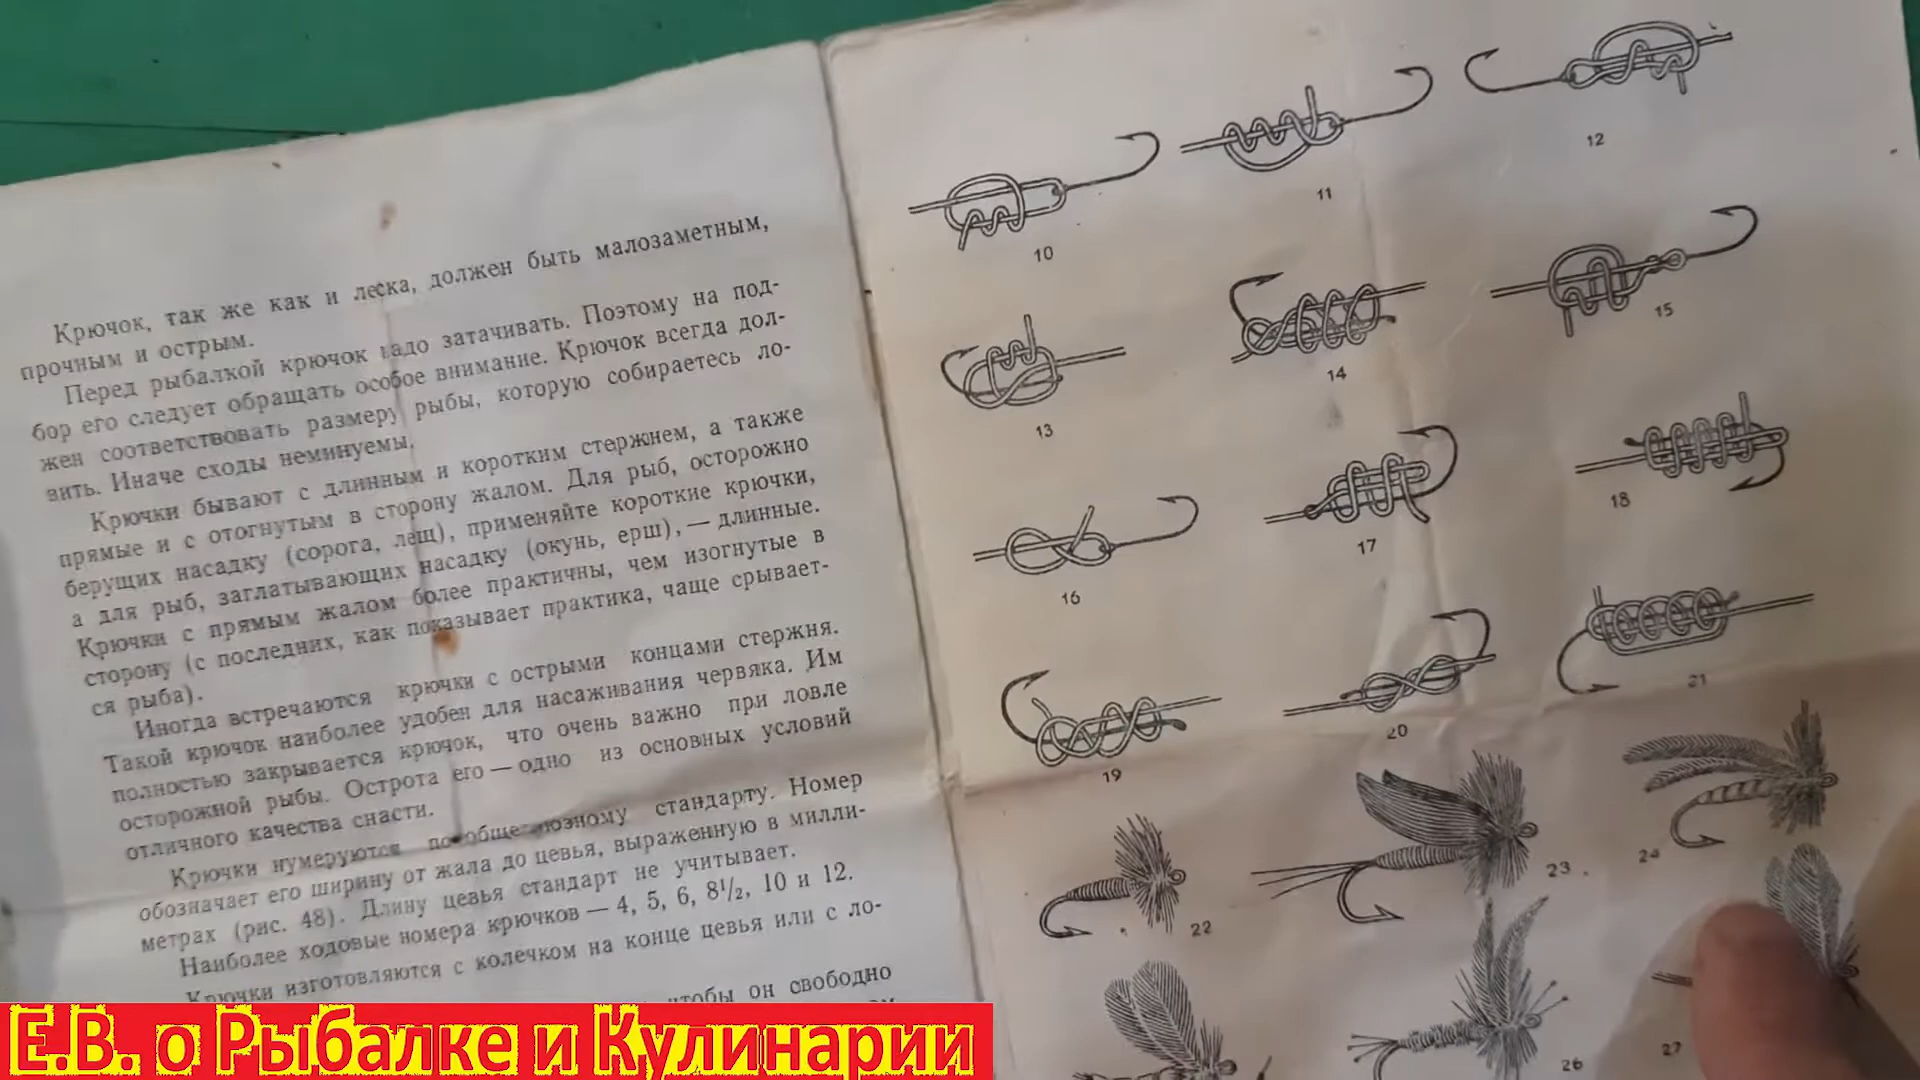 Крючок, так же как и леска, должен быть малозаметным,
прочным и острым.
Перед рыбалкой крючок надо затачивать. Поэтому на под-
бор его следует обращать особое внимание. Крючок всегда дол-
жен соответствовать размеру рыбы, которую собираетесь ло-
вить. Иначе сходы неминуемы.
Крючки бывают с длинным и коротким стержнем, а также
прямые и с отогнутым в сторону жалом. Для рыб, осторожно
берущих насадку (сорога, лещ), применяйте короткие крючки,
а для рыб, заглатывающих насадку (окунь, ерш), — длинные.
Крючки с прямым жалом более практичны, чем изогнутые в
сторону (с последних, как показывает практика, чаще срывает-
ся рыба).
Иногда встречаются крючки с острыми концами стержня.
Такой крючок наиболее удобен для насаживания червяка. Им
полностью закрывается крючок, что очень важно при ловле
осторожной рыбы. Острота его — одно из основных условий
отличного качества снасти.
Крючки нумеруются по общесоюзному стандарту. Номер
обозначает его ширину от жала до цевья, выраженную в милли-
метрах (рис. 48). Длину цевья стандарт не учитывает.
Наиболее ходовые номера крючков — 4, 5, 6, 8½, 10 и 12.
Крючки изготовляются с колечком на конце цевья или с ло-
чтобы он свободно
10
11
12
13
14
15
16
17
18
19
20
21
22
23
24
26
27
Е.В. о Рыбалке и Кулинарии